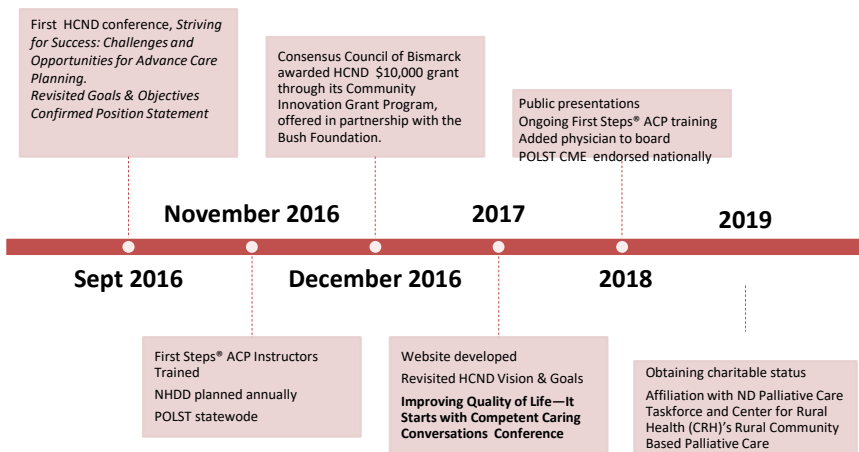 First HCND conference, Striving
for Success: Challenges and
Opportunities for Advance Care
Planning.
Revisited Goals & Objectives
Confirmed Position Statement
Consensus Council of Bismarck
awarded HCND $10,000 grant
through its Community
Innovation Grant Program,
offered in partnership with the
Bush Foundation.
Public presentations
Ongoing First Steps® ACP training
Added physician to board
POLST CME endorsed nationally
November 2016
2017
2019
Sept 2016
December 2016
2018
First Steps® ACP Instructors
Trained
NHDD planned annually
POLST statewode
Website developed
Revisited HCND Vision & Goals
Improving Quality of Life—It
Starts with Competent Caring
Conversations Conference
Obtaining charitable status
Affiliation with ND Palliative Care
Taskforce and Center for Rural
Health (CRH)'s Rural Community
Based Palliative Care